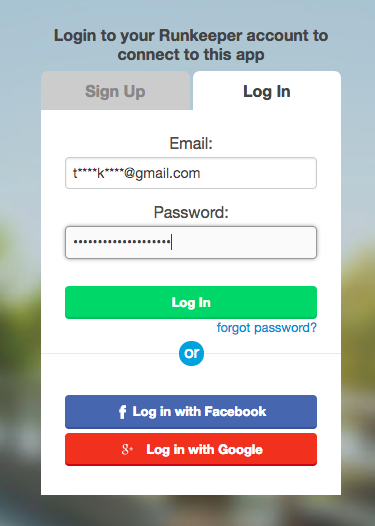 Login to your Runkeeper account to
connect to this app
Sign Up
Log In
Email:
t****k****@gmail.com
Password:
••••••••••••••••••••
Log In
forgot password?
or
f Log in with Facebook
g+ Log in with Google